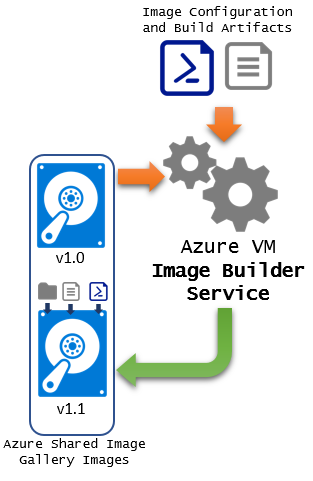 Image Configuration
and Build Artifacts
Azure VM
Image Builder
Service
v1.0
v1.1
Azure Shared Image
Gallery Images